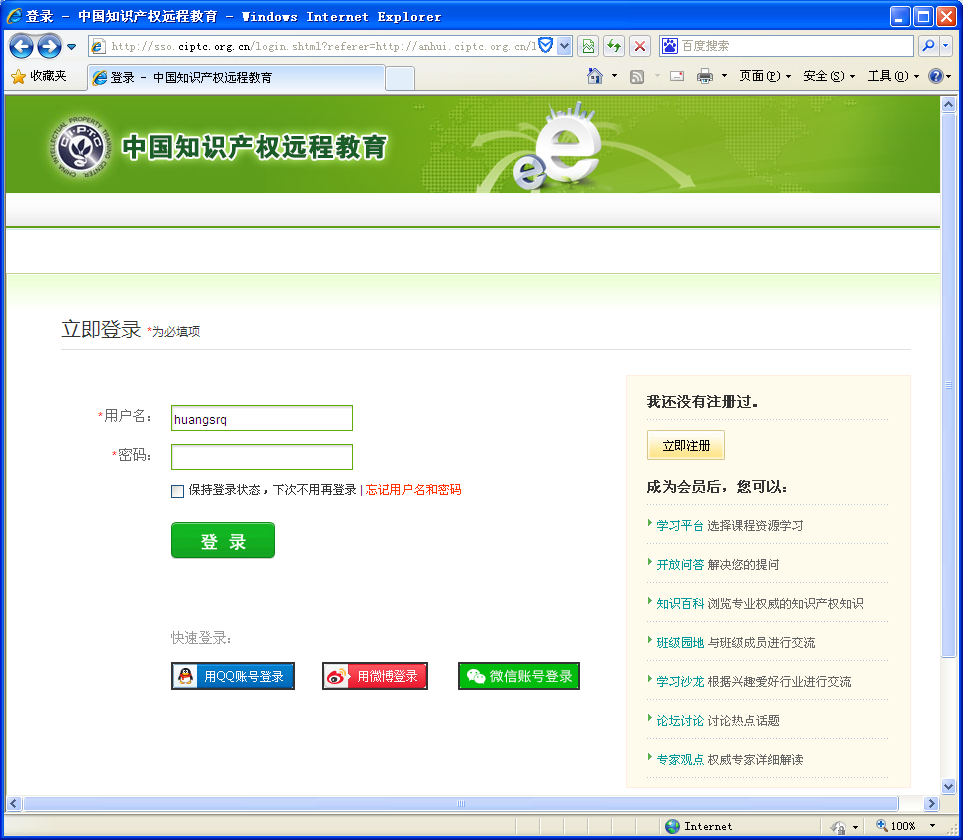 登录 - 中国知识产权远程教育 - Windows Internet Explorer
http://sso.ciptc.org.cn/login.shtml?referer=http://anhui.ciptc.org.cn/l
百度搜索
收藏夹
登录 - 中国知识产权远程教育
页面(P)
安全(S)
工具(O)
INTELLECTUAL PROPERTY TRAINING CENTER CHINA
CIPTC
中国知识产权远程教育
立即登录 *为必填项
*用户名：
huangsrq
*密码：
保持登录状态，下次不用再登录 | 忘记用户名和密码
登 录
快速登录：
用QQ账号登录
用微博登录
微信账号登录
我还没有注册过。
立即注册
成为会员后，您可以：
学习平台 选择课程资源学习
开放问答 解决您的提问
知识百科 浏览专业权威的知识产权知识
班级园地 与班级成员进行交流
学习沙龙 根据兴趣爱好行业进行交流
论坛讨论 讨论热点话题
专家观点 权威专家详细解读
Internet
100%